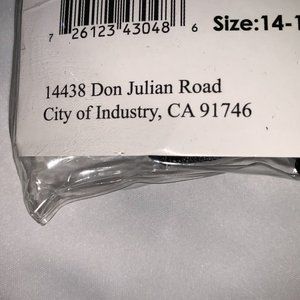 7 26123 43048 6 Size:14-1
14438 Don Julian Road
City of Industry, CA 91746